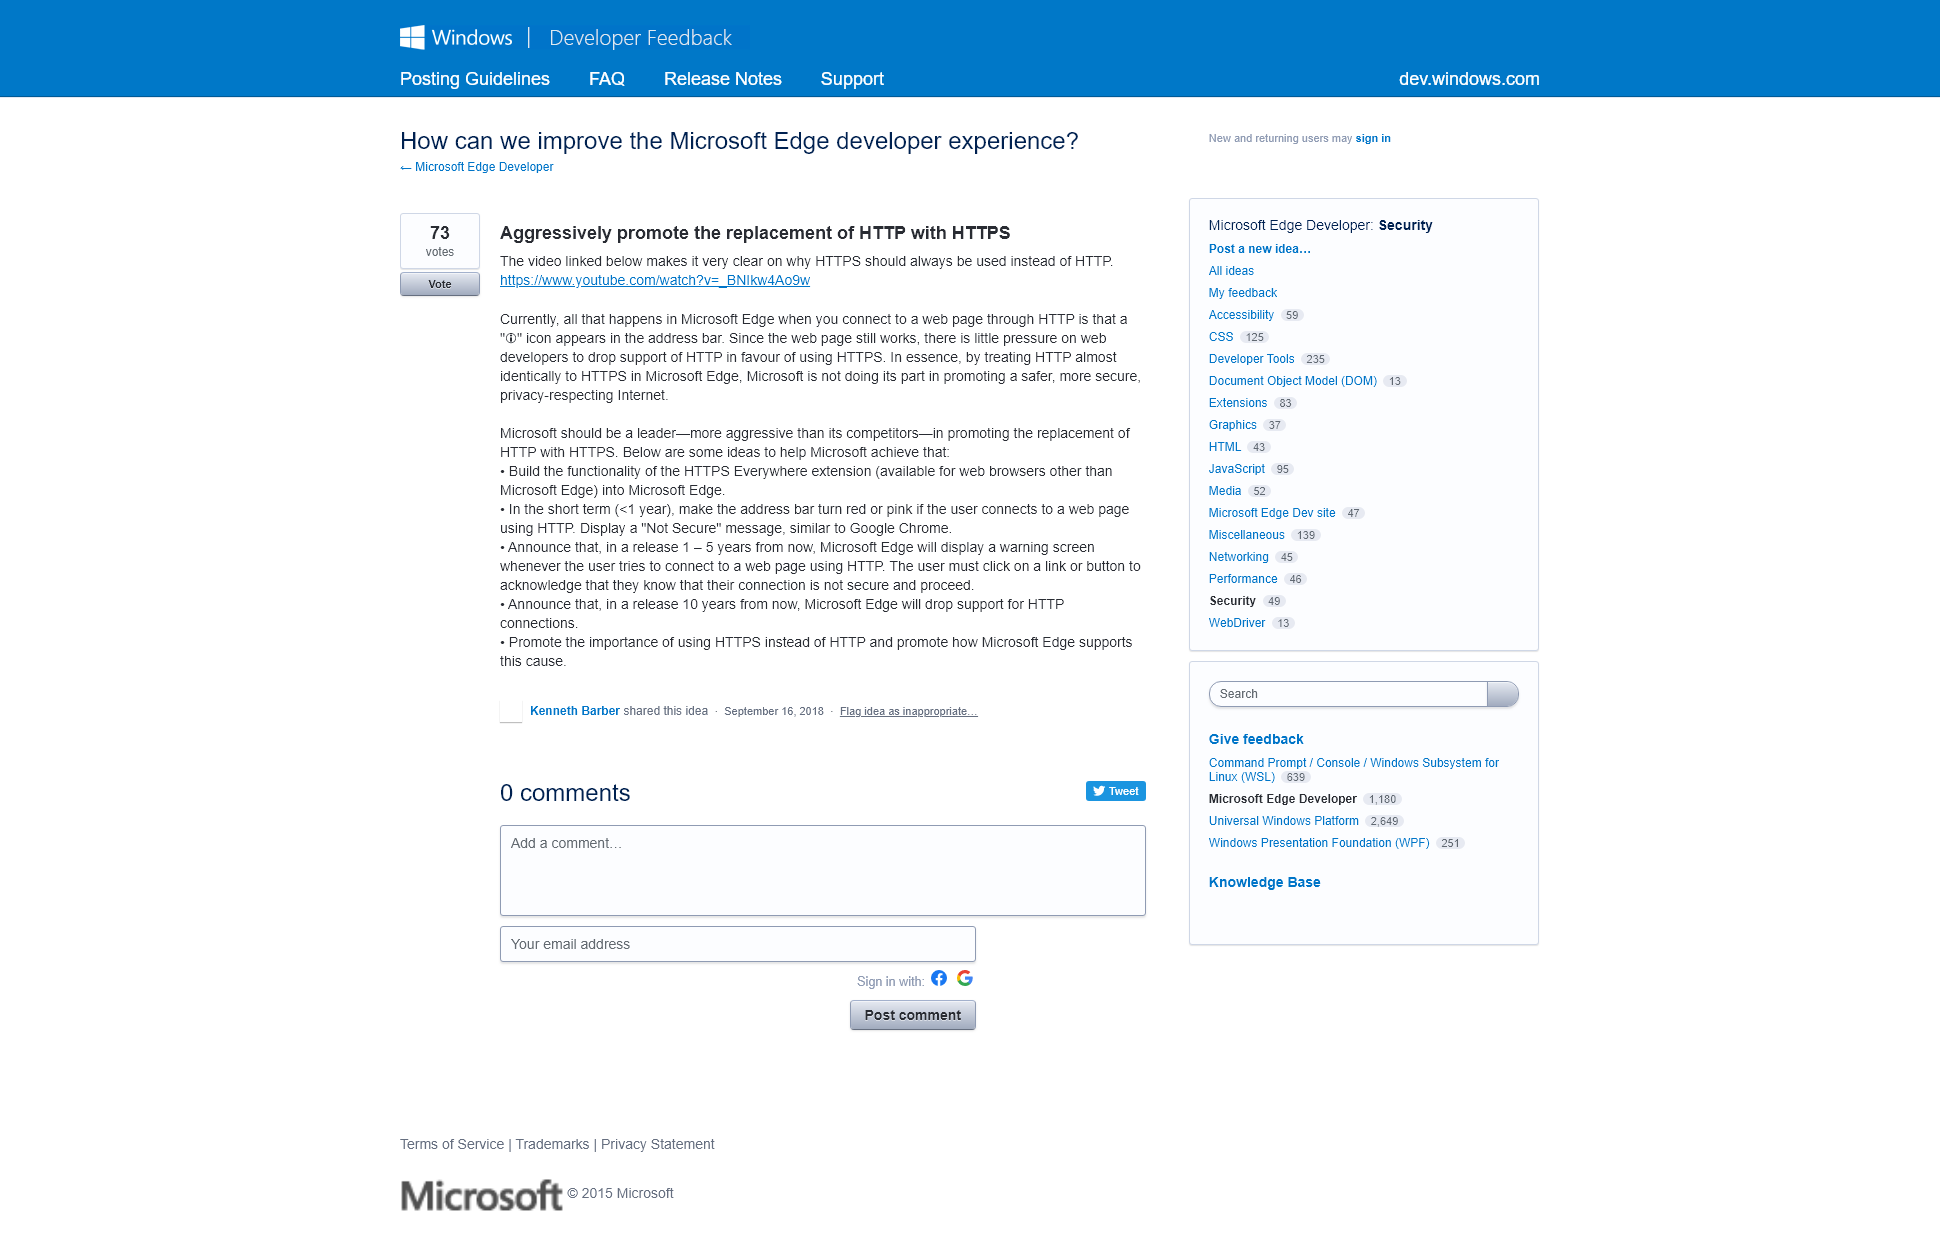 Windows | Developer Feedback
Posting Guidelines FAQ Release Notes Support dev.windows.com
How can we improve the Microsoft Edge developer experience?
← Microsoft Edge Developer
New and returning users may sign in
73
votes
Vote
Aggressively promote the replacement of HTTP with HTTPS
The video linked below makes it very clear on why HTTPS should always be used instead of HTTP.
https://www.youtube.com/watch?v=_BNIkw4Ao9w
Currently, all that happens in Microsoft Edge when you connect to a web page through HTTP is that a
"🛈" icon appears in the address bar. Since the web page still works, there is little pressure on web
developers to drop support of HTTP in favour of using HTTPS. In essence, by treating HTTP almost
identically to HTTPS in Microsoft Edge, Microsoft is not doing its part in promoting a safer, more secure,
privacy-respecting Internet.
Microsoft should be a leader—more aggressive than its competitors—in promoting the replacement of
HTTP with HTTPS. Below are some ideas to help Microsoft achieve that:
• Build the functionality of the HTTPS Everywhere extension (available for web browsers other than
Microsoft Edge) into Microsoft Edge.
• In the short term (<1 year), make the address bar turn red or pink if the user connects to a web page
using HTTP. Display a "Not Secure" message, similar to Google Chrome.
• Announce that, in a release 1 – 5 years from now, Microsoft Edge will display a warning screen
whenever the user tries to connect to a web page using HTTP. The user must click on a link or button to
acknowledge that they know that their connection is not secure and proceed.
• Announce that, in a release 10 years from now, Microsoft Edge will drop support for HTTP
connections.
• Promote the importance of using HTTPS instead of HTTP and promote how Microsoft Edge supports
this cause.
Kenneth Barber shared this idea · September 16, 2018 · Flag idea as inappropriate…
0 comments
Tweet
Add a comment…
Your email address
Sign in with:
Post comment
Microsoft Edge Developer: Security
Post a new idea…
All ideas
My feedback
Accessibility 59
CSS 125
Developer Tools 235
Document Object Model (DOM) 13
Extensions 83
Graphics 37
HTML 43
JavaScript 95
Media 52
Microsoft Edge Dev site 47
Miscellaneous 139
Networking 45
Performance 46
Security 49
WebDriver 13
Search
Give feedback
Command Prompt / Console / Windows Subsystem for
Linux (WSL) 639
Microsoft Edge Developer 1,180
Universal Windows Platform 2,649
Windows Presentation Foundation (WPF) 251
Knowledge Base
Terms of Service | Trademarks | Privacy Statement
Microsoft © 2015 Microsoft